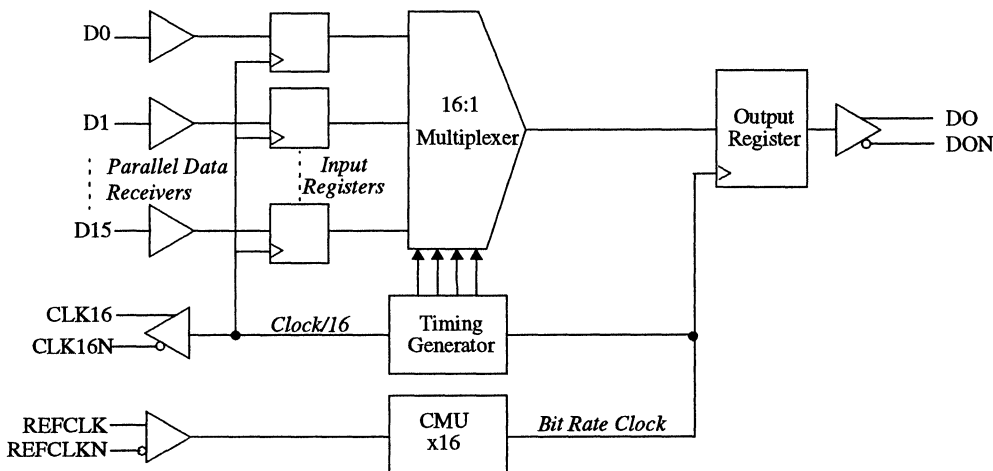 D0
D1
Parallel Data
Receivers
D15
Input
Registers
16:1
Multiplexer
Output
Register
DO
DON
CLK16
CLK16N
Clock/16
Timing
Generator
REFCLK
REFCLKN
CMU
x16
Bit Rate Clock